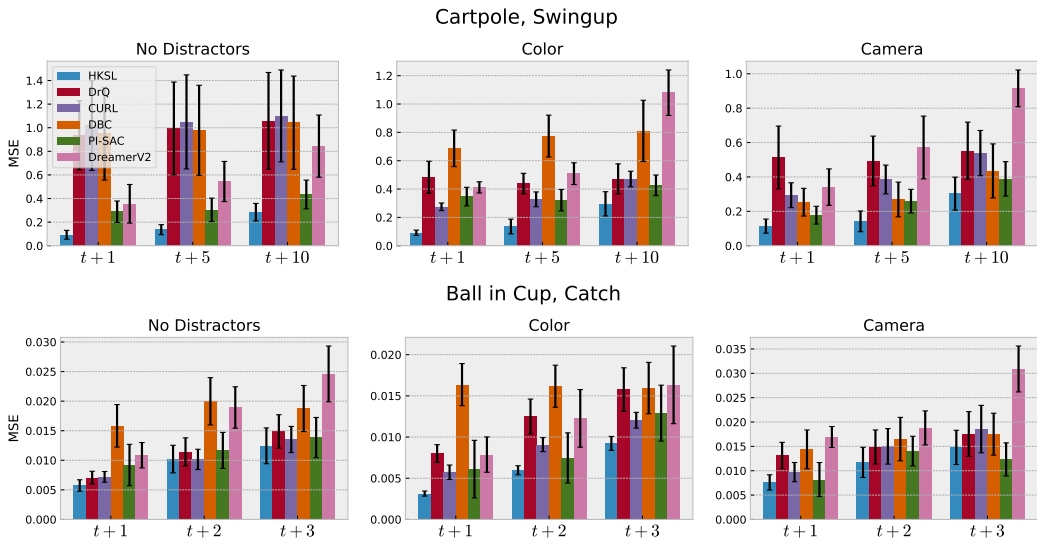 Cartpole, Swingup
No Distractors
Color
Camera
MSE
1.4
1.2
1.0
0.8
0.6
0.4
0.2
0.0
HKSL
DrQ
CURL
DBC
PI-SAC
DreamerV2
t + 1
t + 5
t + 10
1.2
1.0
0.8
0.6
0.4
0.2
0.0
t + 1
t + 5
t + 10
1.0
0.8
0.6
0.4
0.2
0.0
t + 1
t + 5
t + 10
Ball in Cup, Catch
No Distractors
Color
Camera
MSE
0.030
0.025
0.020
0.015
0.010
0.005
0.000
t + 1
t + 2
t + 3
0.020
0.015
0.010
0.005
0.000
t + 1
t + 2
t + 3
0.035
0.030
0.025
0.020
0.015
0.010
0.005
0.000
t + 1
t + 2
t + 3